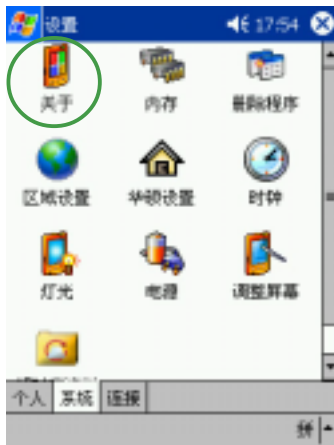 设置 17:54
关于 内存 删除程序
区域设置 华硕设置 时钟
灯光 电源 调整屏幕
个人 系统 连接
拼